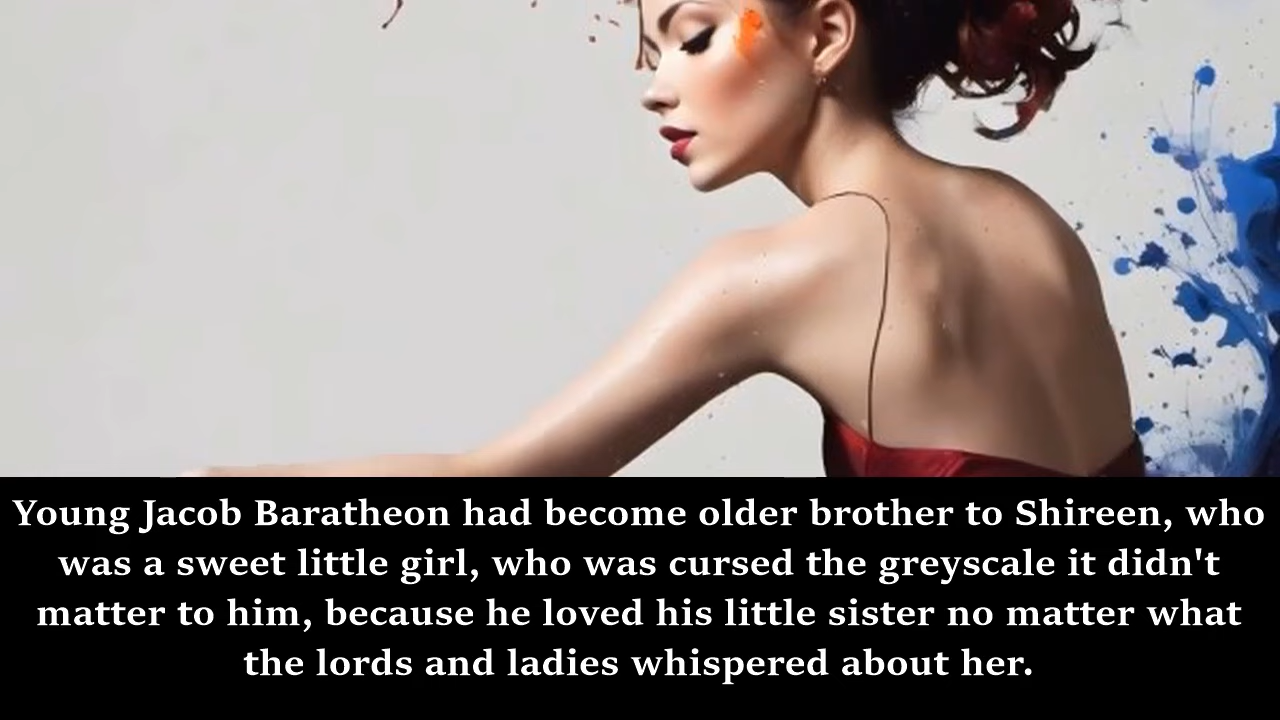 Young Jacob Baratheon had become older brother to Shireen, who
was a sweet little girl, who was cursed the greyscale it didn't
matter to him, because he loved his little sister no matter what
the lords and ladies whispered about her.